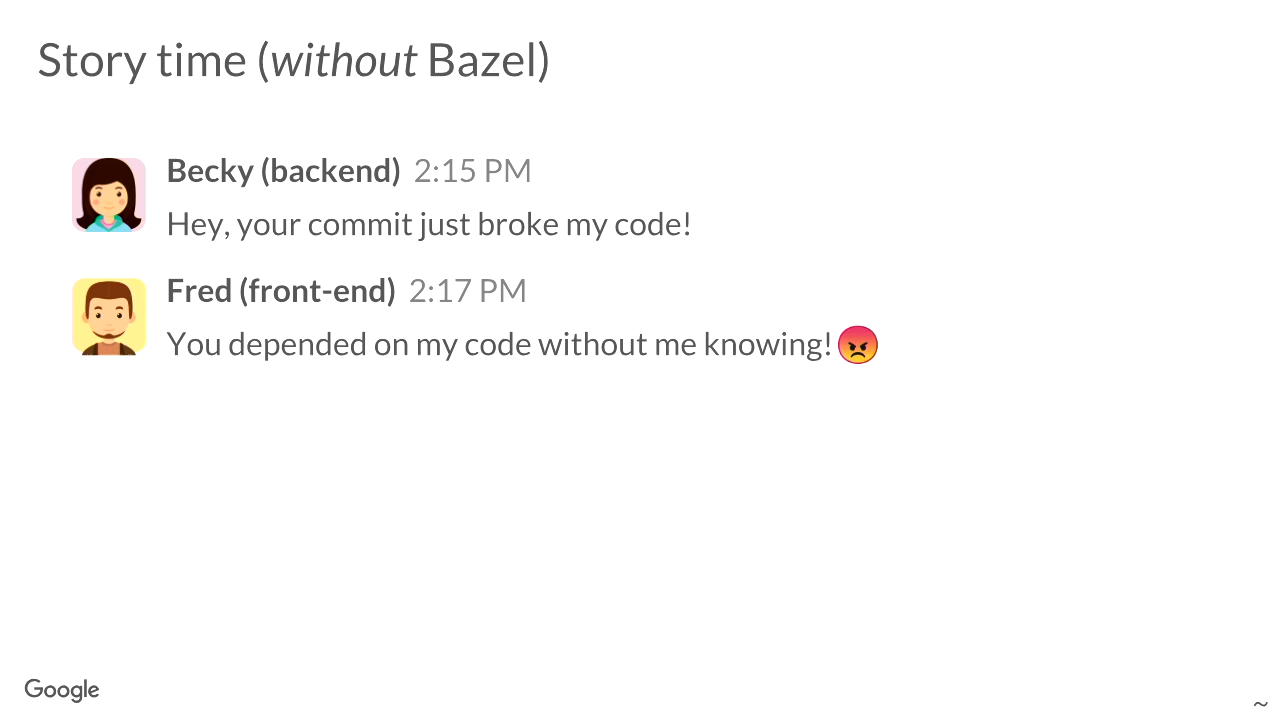 Story time (without Bazel)
Becky (backend) 2:15 PM
Hey, your commit just broke my code!
Fred (front-end) 2:17 PM
You depended on my code without me knowing!😡
Google
~